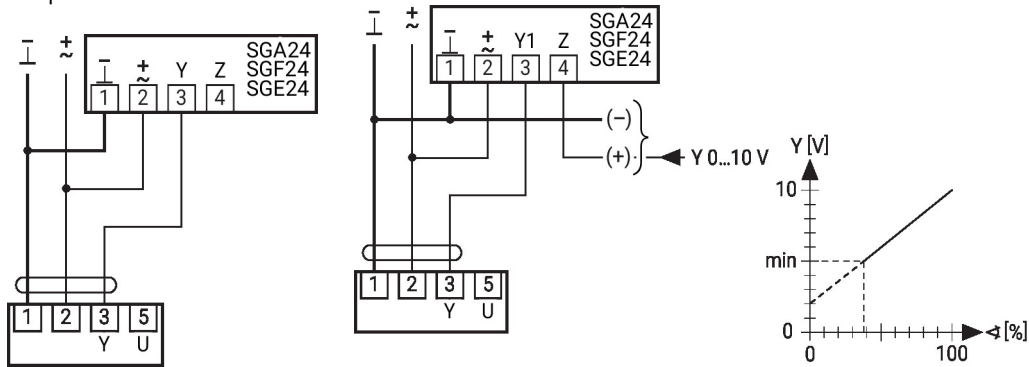 − +
⊥ ~
SGA24
SGF24
SGE24
− +
⊥ ~ Y Z
1 2 3 4
1 2 3 5
Y U
− +
⊥ ~
SGA24
SGF24
SGE24
− +
⊥ ~ Y1 Z
1 2 3 4
(−)
(+)
Y 0...10 V
1 2 3 5
Y U
Y [V]
10
min
0
0 100
∢ [%]